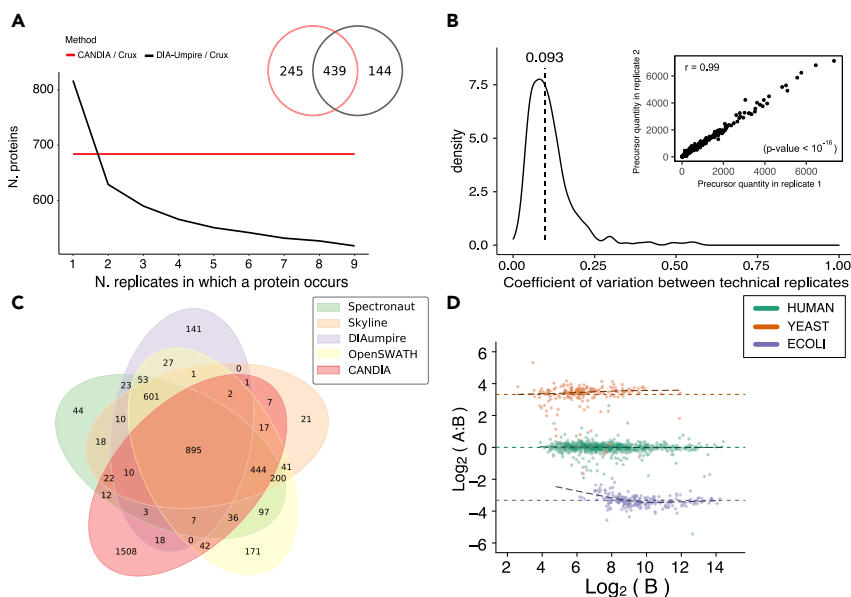 A
Method
CANDIA / Crux DIA-Umpire / Crux
245 439 144
800
700
600
N. proteins
1 2 3 4 5 6 7 8 9
N. replicates in which a protein occurs
B
0.093
7.5
5.0
2.5
0.0
density
0.00 0.25 0.50 0.75 1.00
Coefficient of variation between technical replicates
r = 0.99
(p-value < 10⁻¹⁶)
6000
4000
2000
0
Precursor quantity in replicate 2
0 2000 4000 6000
Precursor quantity in replicate 1
C
Spectronaut
Skyline
DIAumpire
OpenSWATH
CANDIA
141
27 0
23 53 1 1
601 2 7
44 10 17 21
18 895
22 10 444 41
12 200
3 7 36 97
18 0 42
1508 171
D
HUMAN
YEAST
ECOLI
6
4
2
0
−2
−4
−6
Log₂ ( A:B )
2 4 6 8 10 12 14
Log₂ ( B )